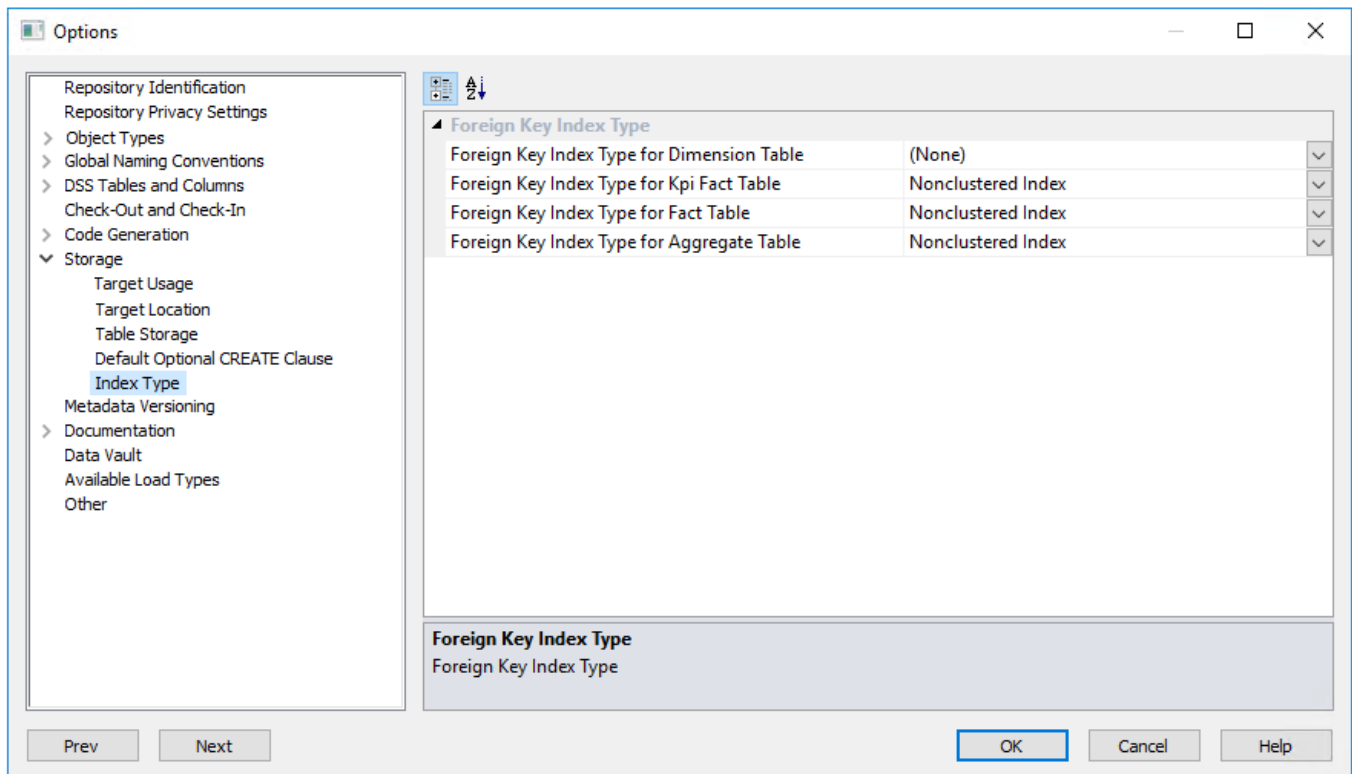 Options
Repository Identification
Repository Privacy Settings
Object Types
Global Naming Conventions
DSS Tables and Columns
Check-Out and Check-In
Code Generation
Storage
Target Usage
Target Location
Table Storage
Default Optional CREATE Clause
Index Type
Metadata Versioning
Documentation
Data Vault
Available Load Types
Other
Foreign Key Index Type
Foreign Key Index Type for Dimension Table (None)
Foreign Key Index Type for Kpi Fact Table Nonclustered Index
Foreign Key Index Type for Fact Table Nonclustered Index
Foreign Key Index Type for Aggregate Table Nonclustered Index
Foreign Key Index Type
Foreign Key Index Type
Prev Next OK Cancel Help